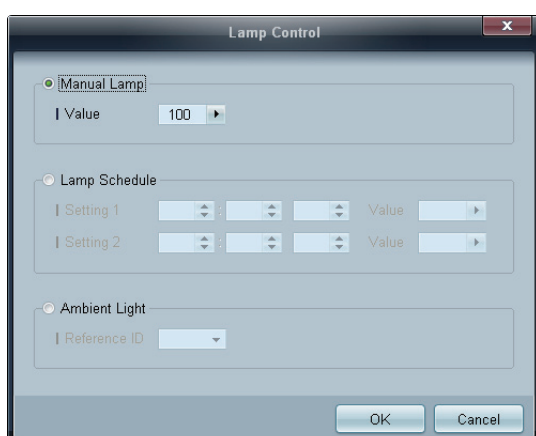 Lamp Control
Manual Lamp
Value 100
Lamp Schedule
Setting 1 : Value
Setting 2 : Value
Ambient Light
Reference ID
OK Cancel